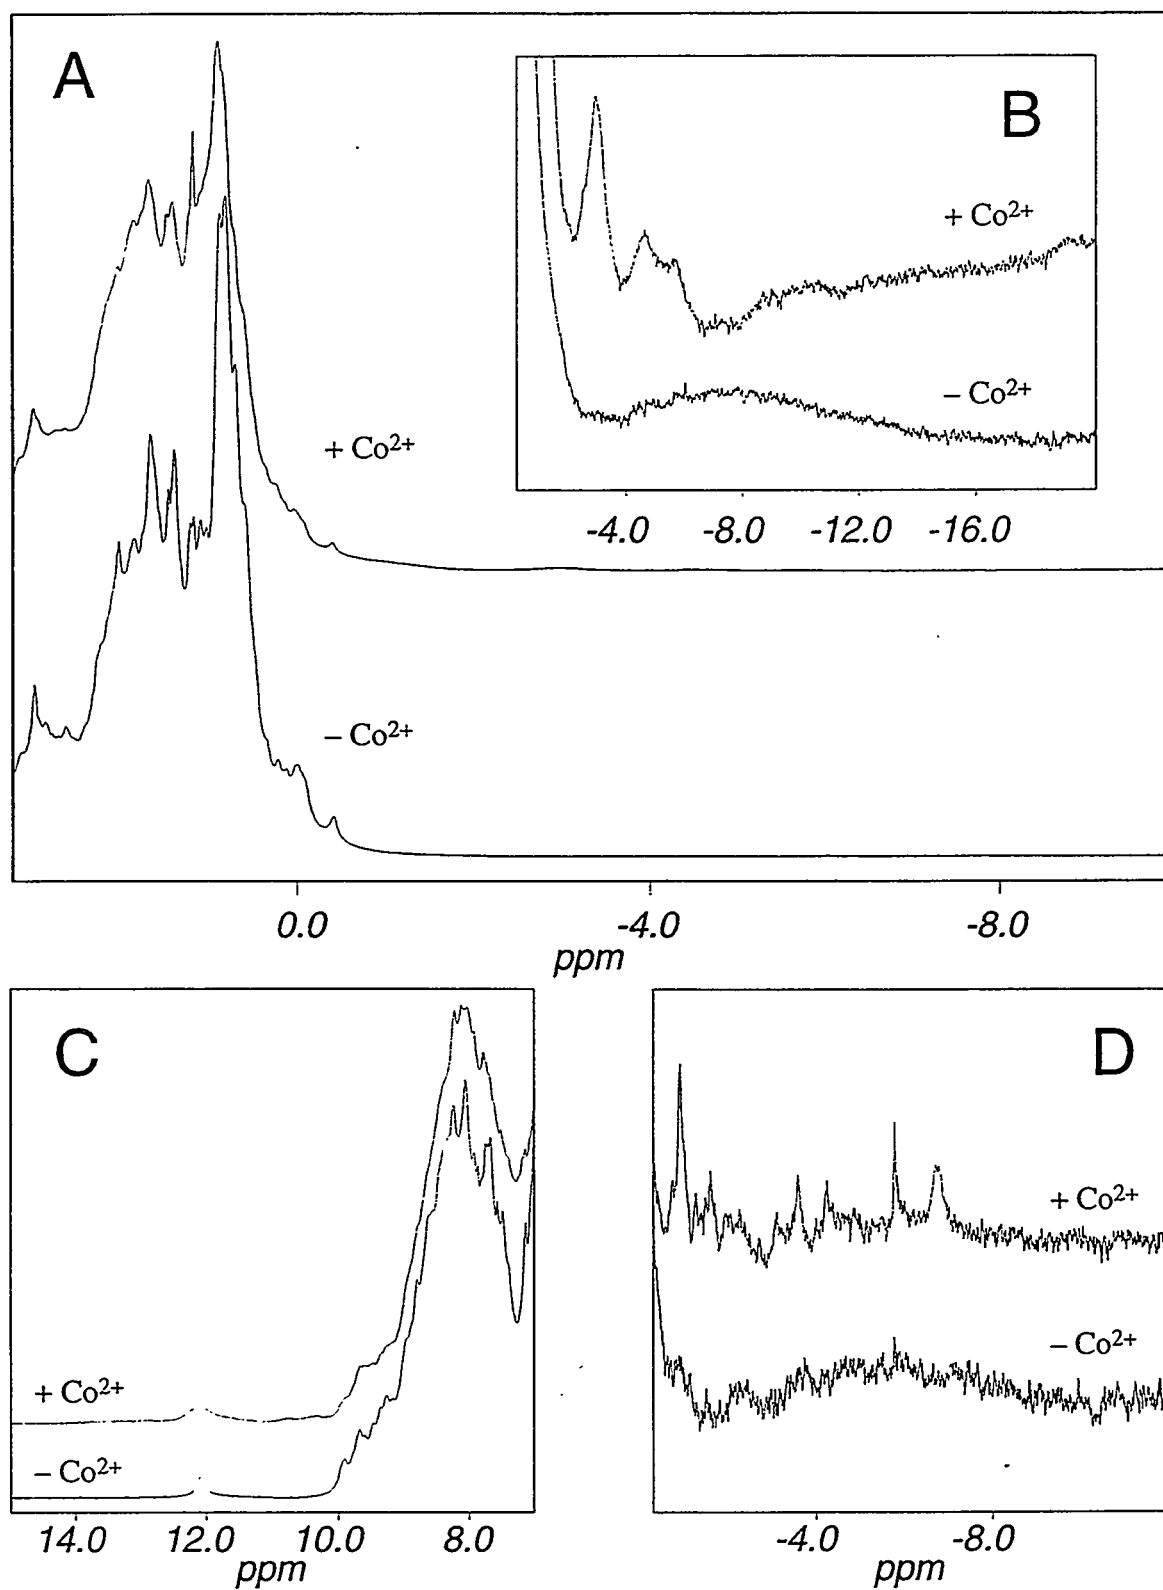 A
B
+ Co2+
− Co2+
-4.0 -8.0 -12.0 -16.0
+ Co2+
− Co2+
0.0 -4.0 -8.0
ppm
C
D
+ Co2+
− Co2+
+ Co2+
− Co2+
14.0 12.0 10.0 8.0
ppm
-4.0 -8.0
ppm